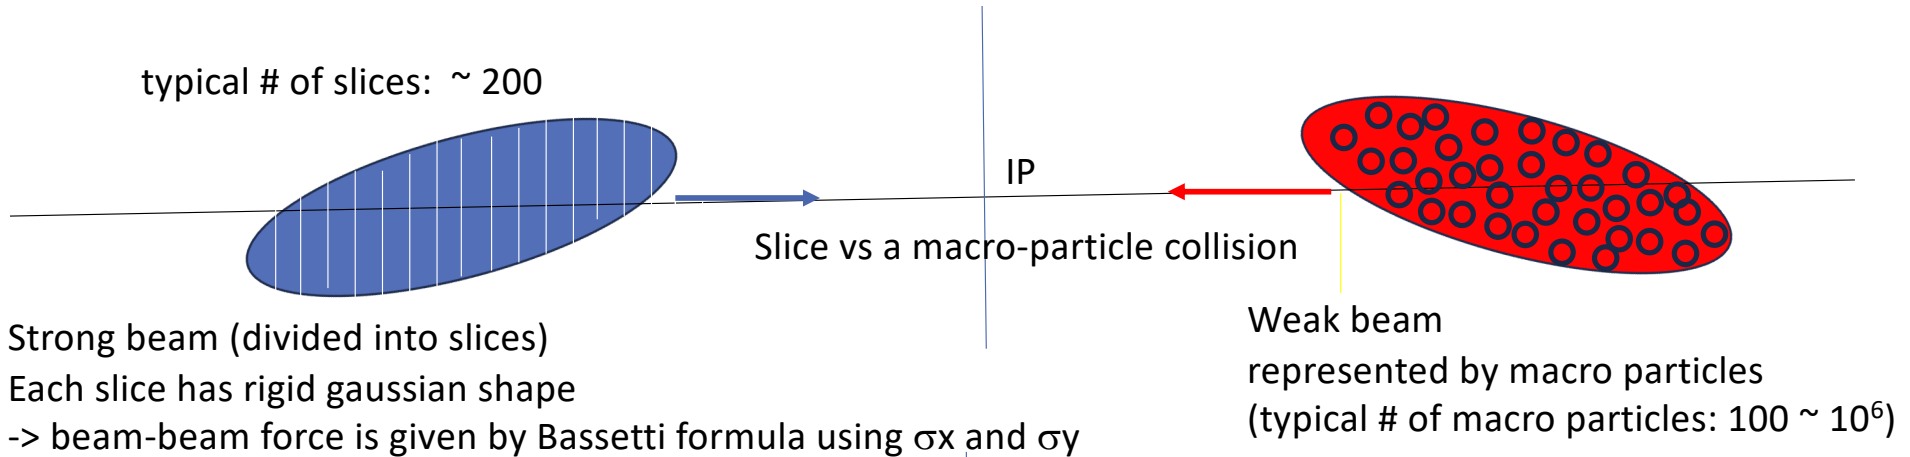 typical # of slices:  ~ 200
IP
Slice vs a macro-particle collision
Strong beam (divided into slices)
Each slice has rigid gaussian shape
-> beam-beam force is given by Bassetti formula using σx and σy
Weak beam
represented by macro particles
(typical # of macro particles: 100 ~ 10⁶)